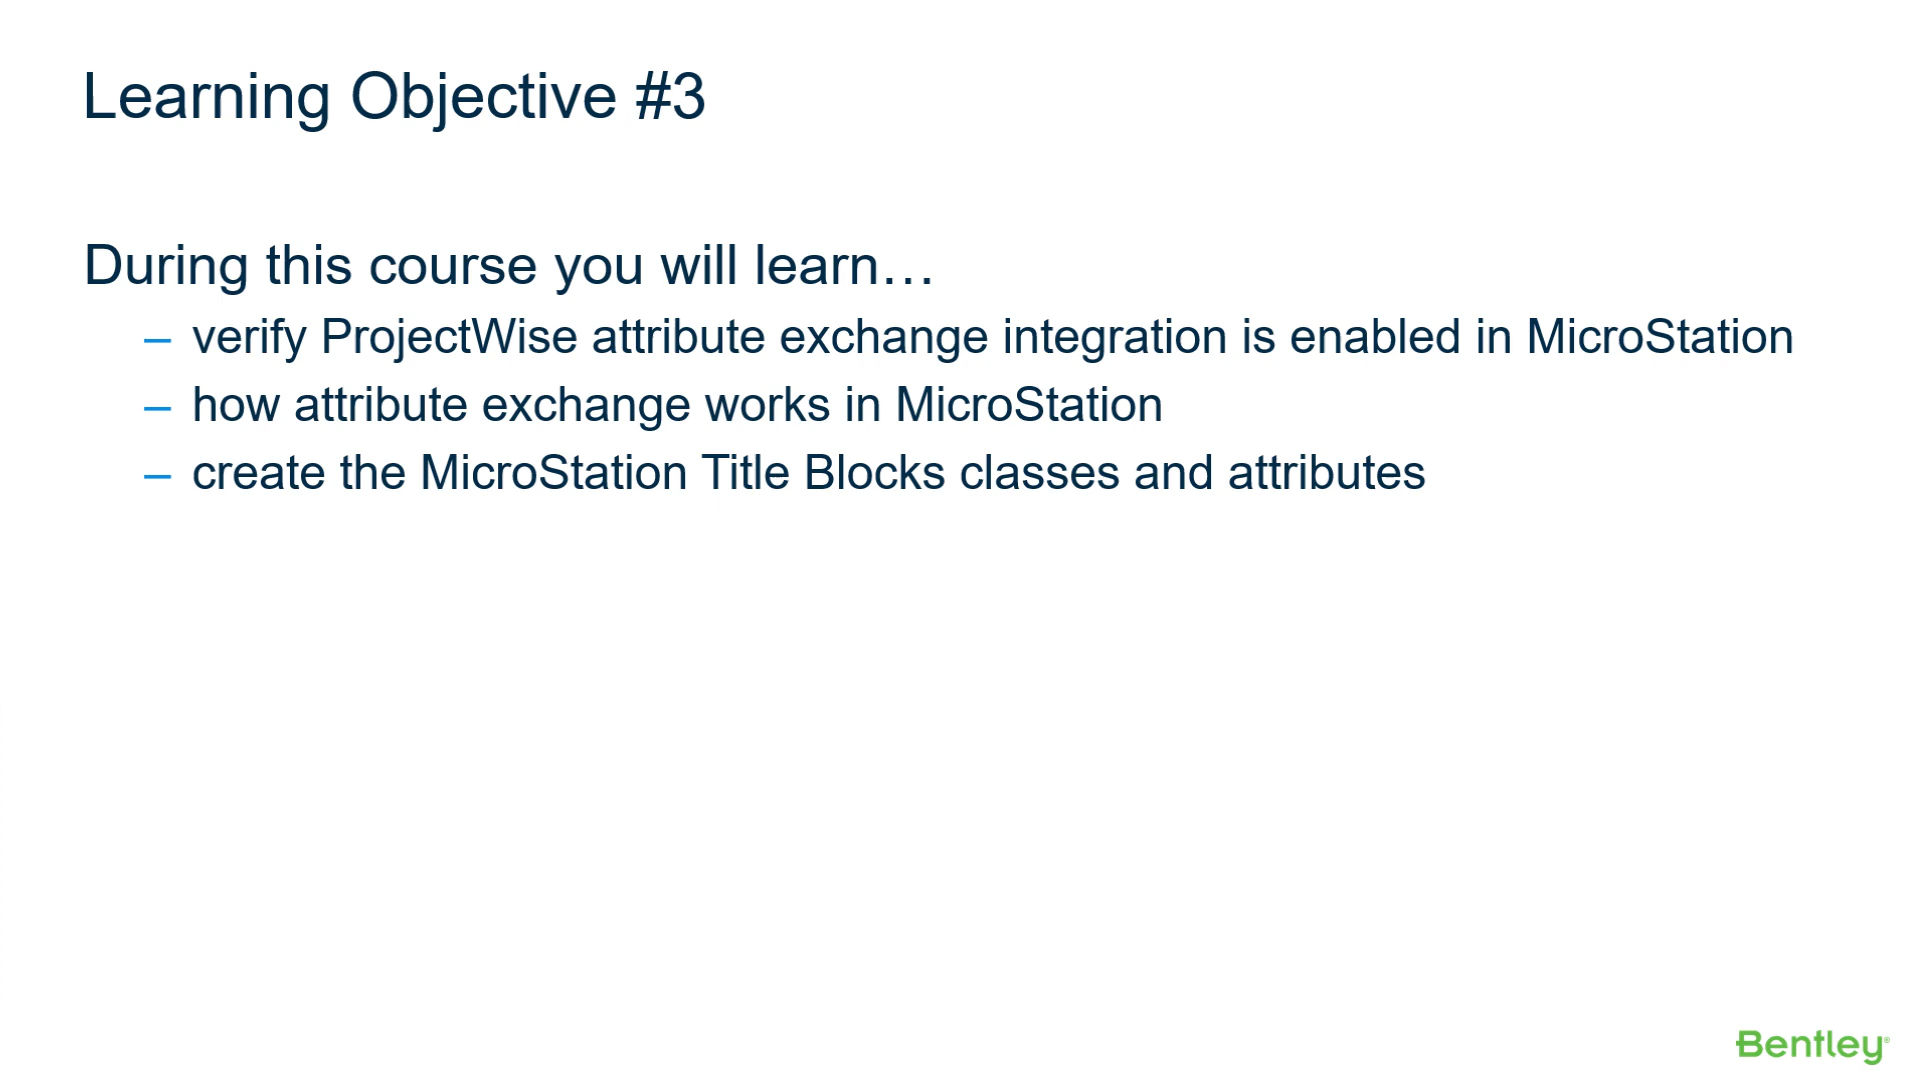 Learning Objective #3
During this course you will learn…
– verify ProjectWise attribute exchange integration is enabled in MicroStation
– how attribute exchange works in MicroStation
– create the MicroStation Title Blocks classes and attributes
Bentley®